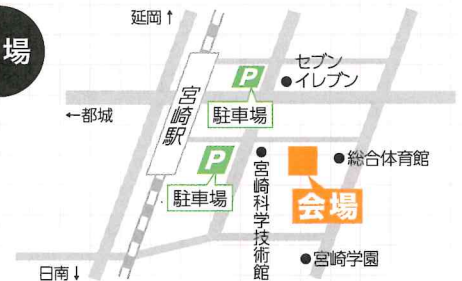 場
延岡↑
セブン
イレブン
P
駐車場
←都城
宮崎駅
P
駐車場
宮崎科学技術館
総合体育館
会場
宮崎学園
日南↓